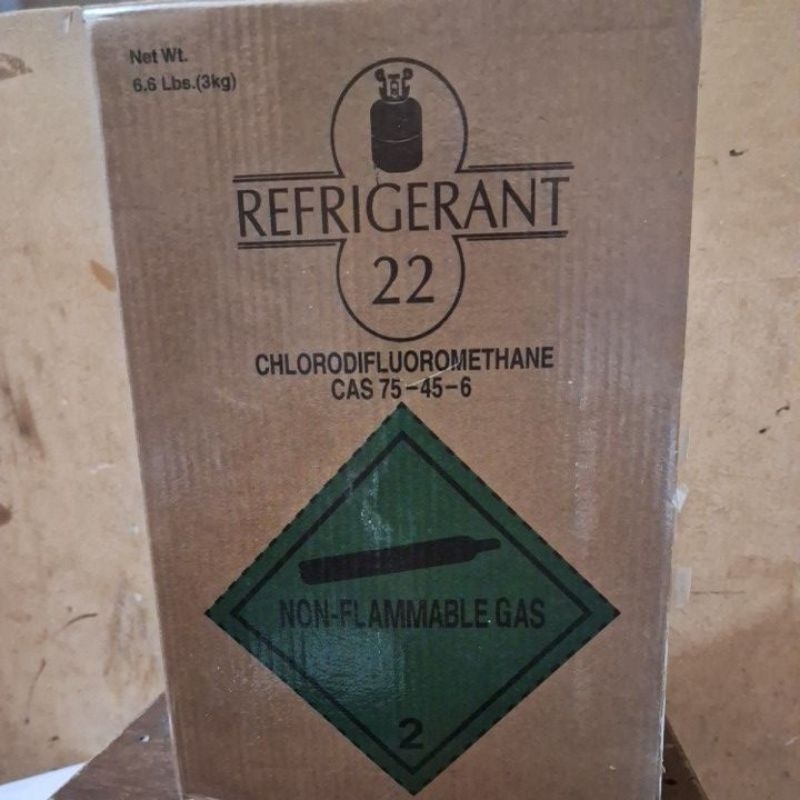 Net Wt.
6.6 Lbs.(3kg)
REFRIGERANT
22
CHLORODIFLUOROMETHANE
CAS 75-45-6
NON-FLAMMABLE GAS
2